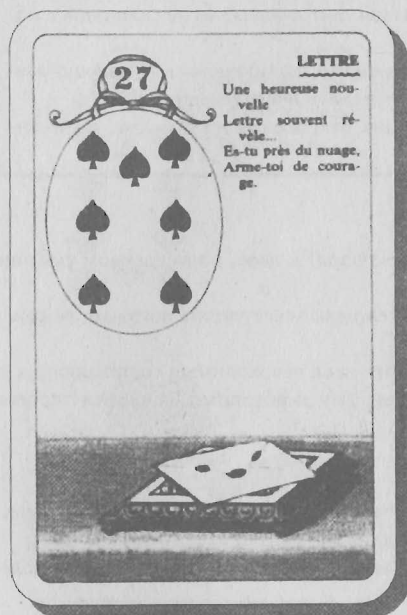 27
LETTRE
Une heureuse nou-
velle
Lettre souvent ré-
vèle...
Es-tu près du nuage,
Arme-toi de coura-
ge.